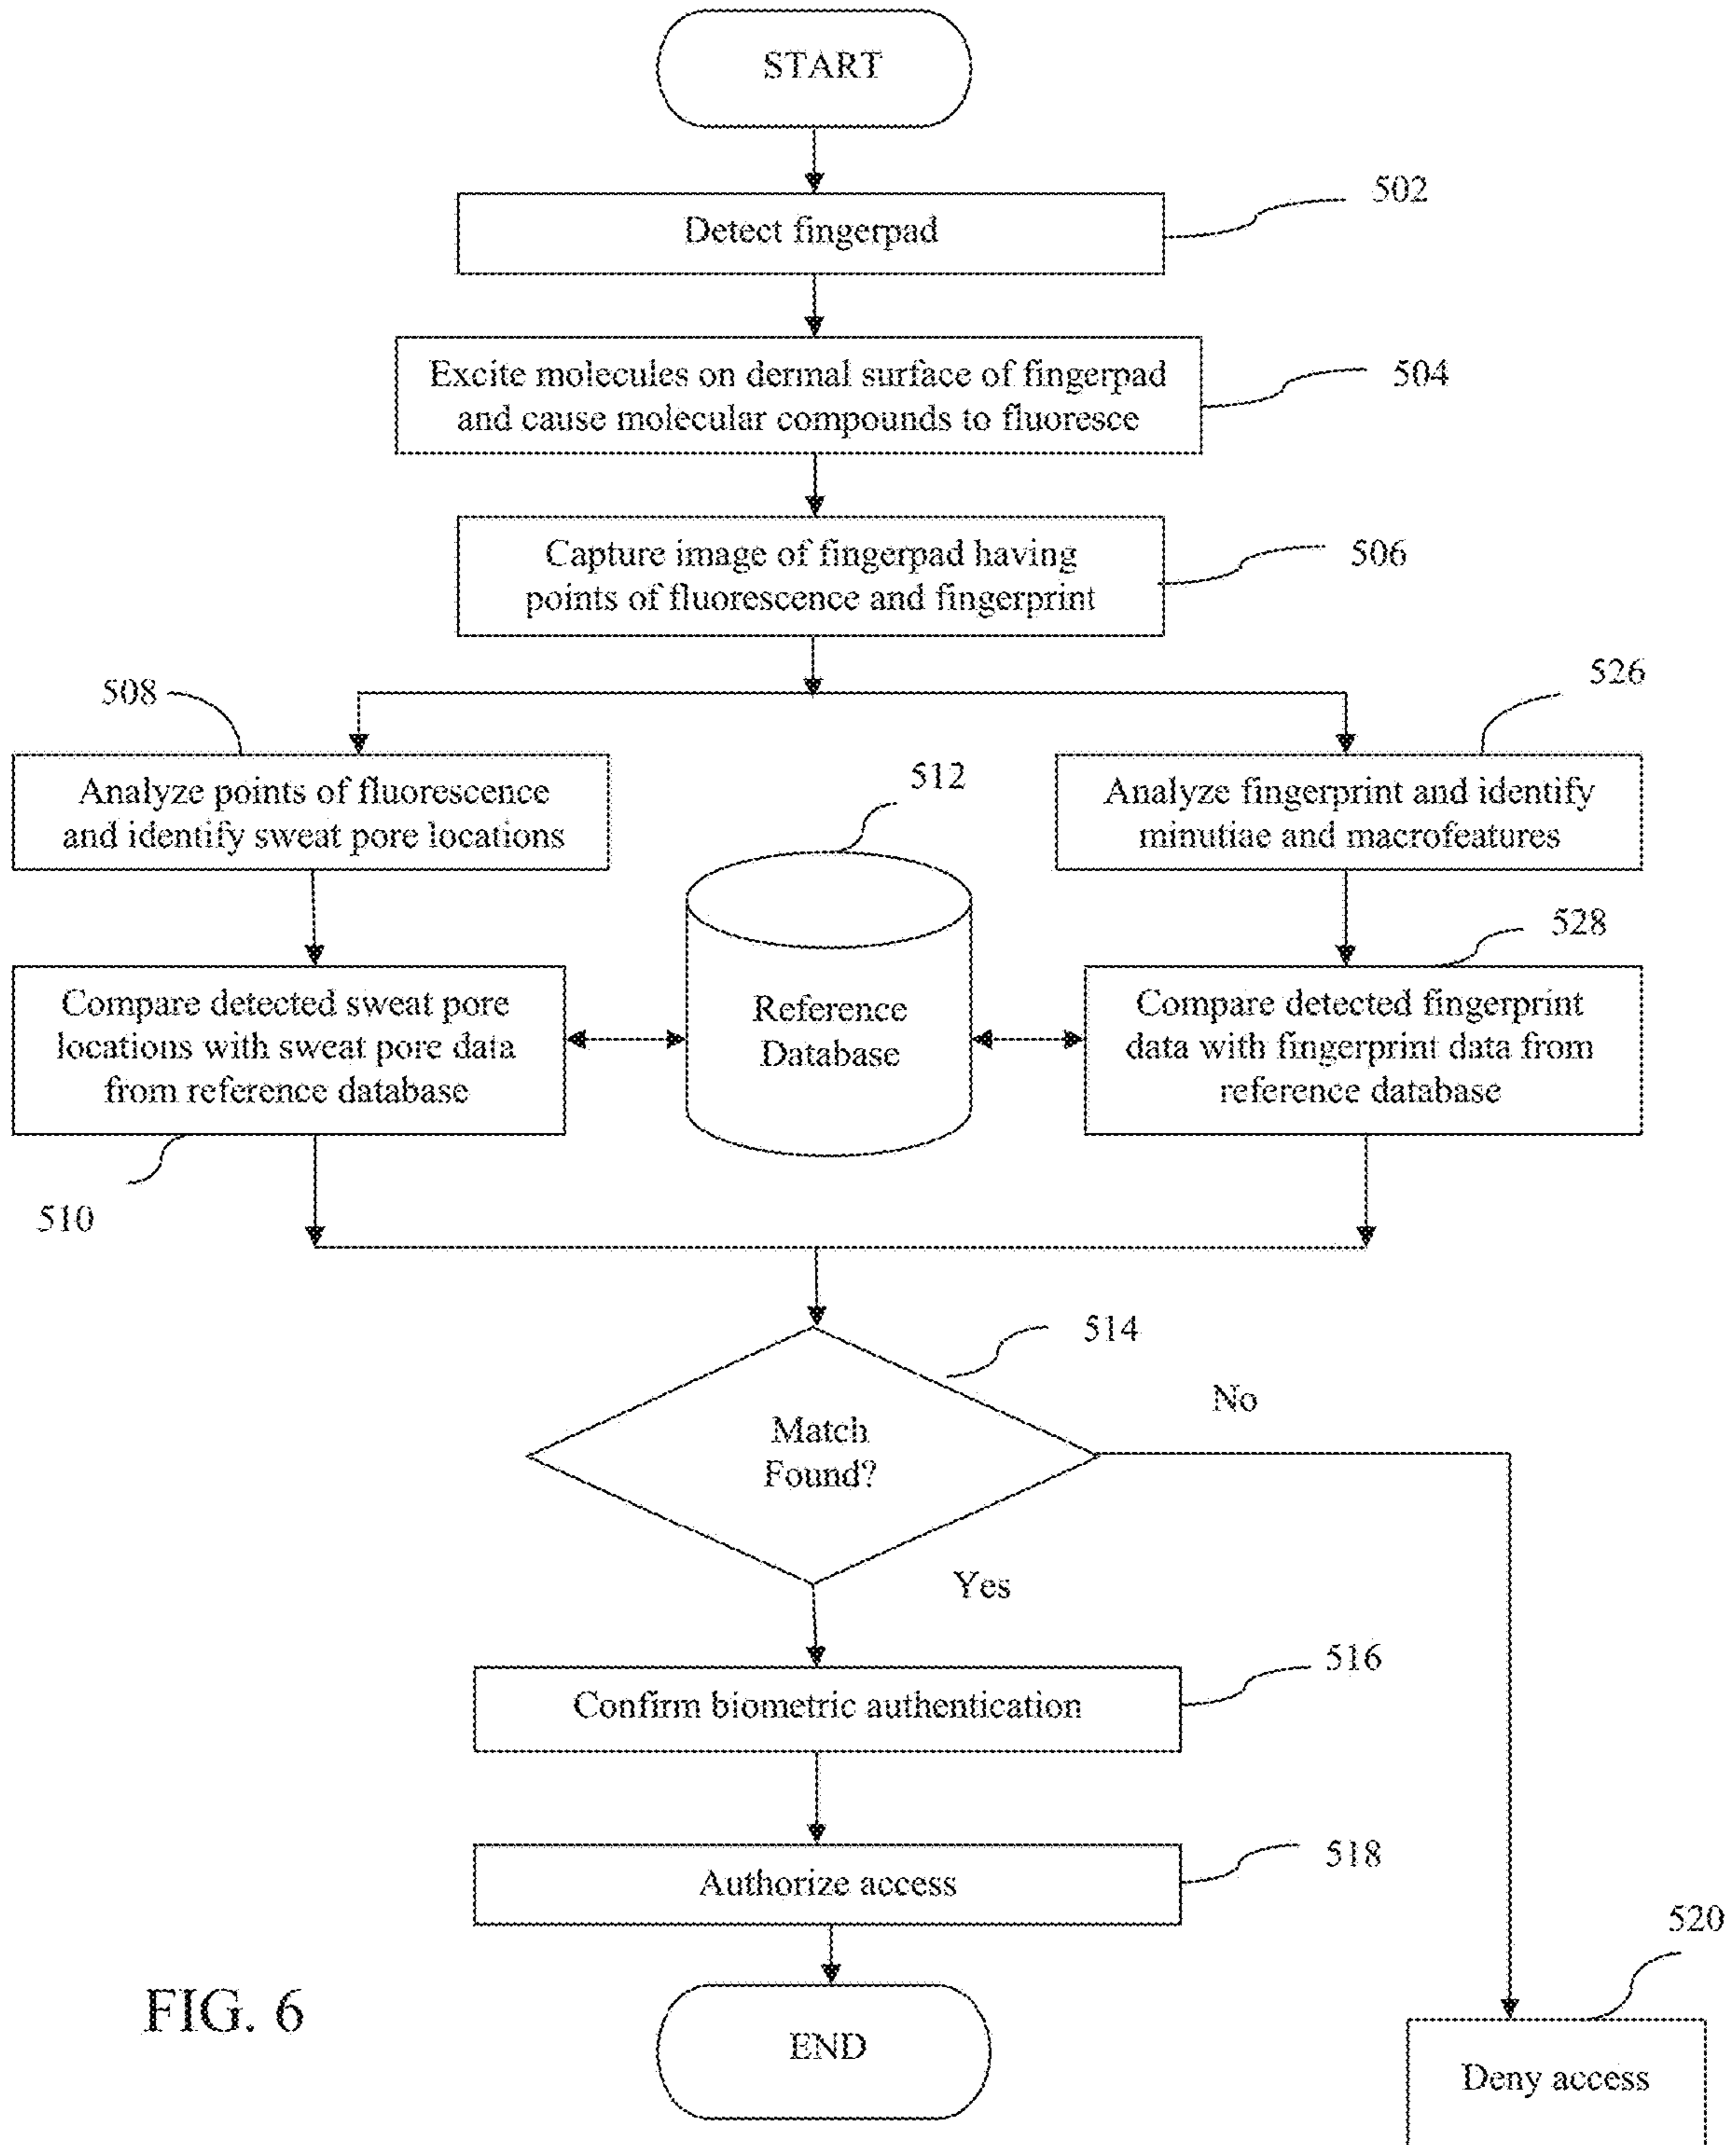 START
502
Detect fingerpad
Excite molecules on dermal surface of fingerpad
and cause molecular compounds to fluoresce
504
Capture image of fingerpad having
points of fluorescence and fingerprint
506
508
526
Analyze points of fluorescence
and identify sweat pore locations
512
Analyze fingerprint and identify
minutiae and macrofeatures
528
Compare detected sweat pore
locations with sweat pore data
from reference database
Reference
Database
Compare detected fingerprint
data with fingerprint data from
reference database
510
514
Match
Found?
No
Yes
516
Confirm biometric authentication
518
Authorize access
520
FIG. 6
END
Deny access